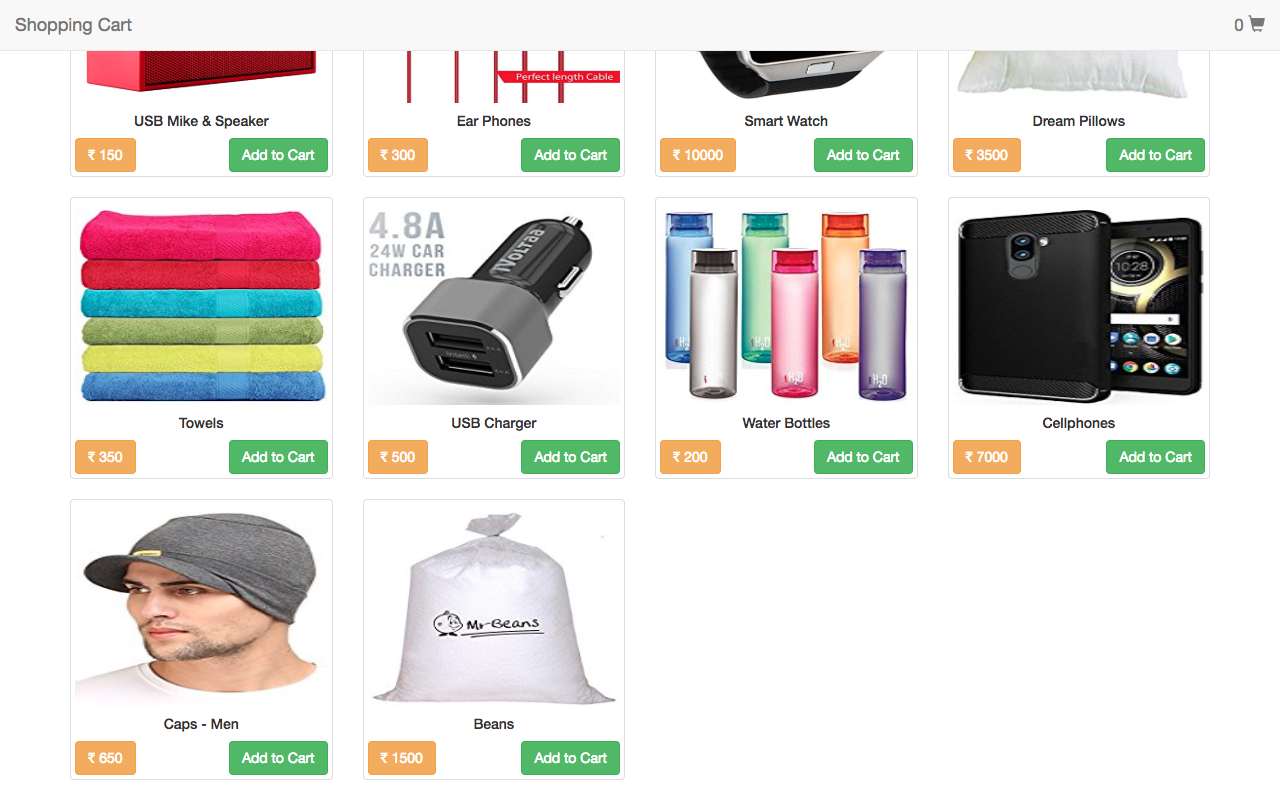 Shopping Cart
0
Perfect length Cable
USB Mike & Speaker
Ear Phones
Smart Watch
Dream Pillows
₹ 150
Add to Cart
₹ 300
Add to Cart
₹ 10000
Add to Cart
₹ 3500
Add to Cart
4.8A
24W CAR
CHARGER
iVoltaa
H2O
H2O
10:28
Towels
USB Charger
Water Bottles
Cellphones
₹ 350
Add to Cart
₹ 500
Add to Cart
₹ 200
Add to Cart
₹ 7000
Add to Cart
Mr Beans
Caps - Men
Beans
₹ 650
Add to Cart
₹ 1500
Add to Cart